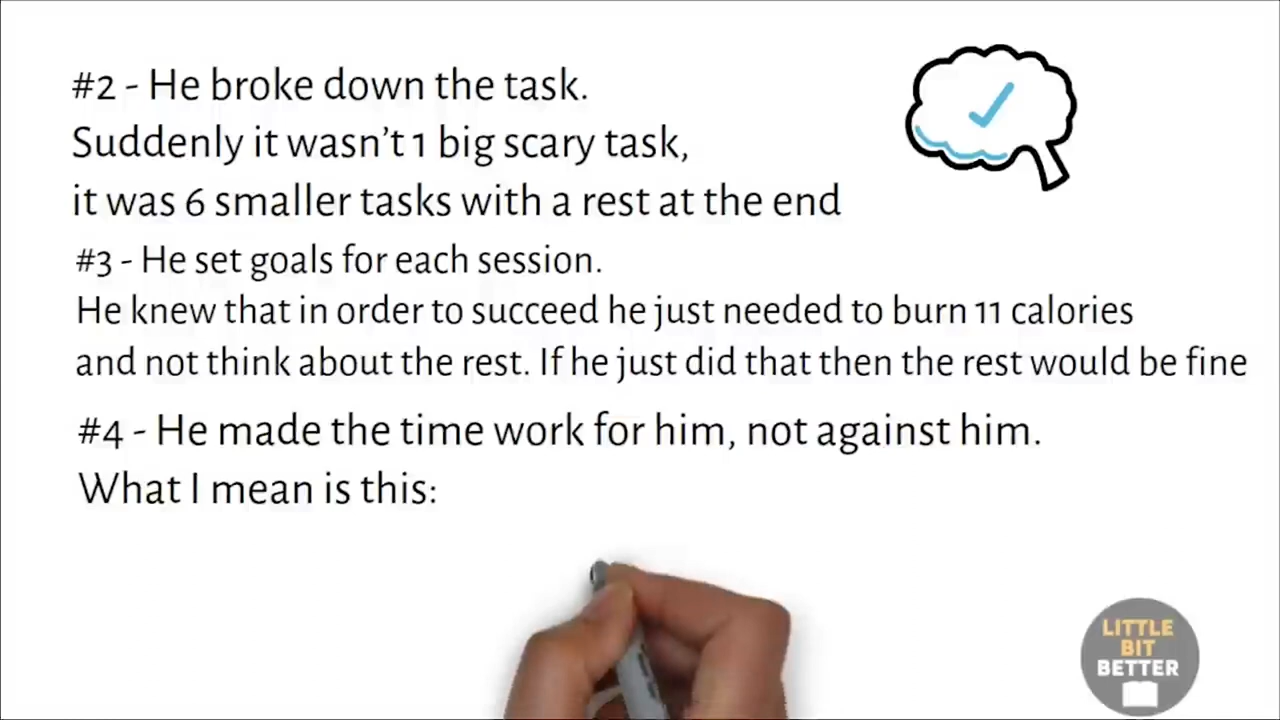 #2 - He broke down the task.
Suddenly it wasn't 1 big scary task,
it was 6 smaller tasks with a rest at the end
#3 - He set goals for each session.
He knew that in order to succeed he just needed to burn 11 calories
and not think about the rest. If he just did that then the rest would be fine
#4 - He made the time work for him, not against him.
What I mean is this:
LITTLE
BIT
BETTER